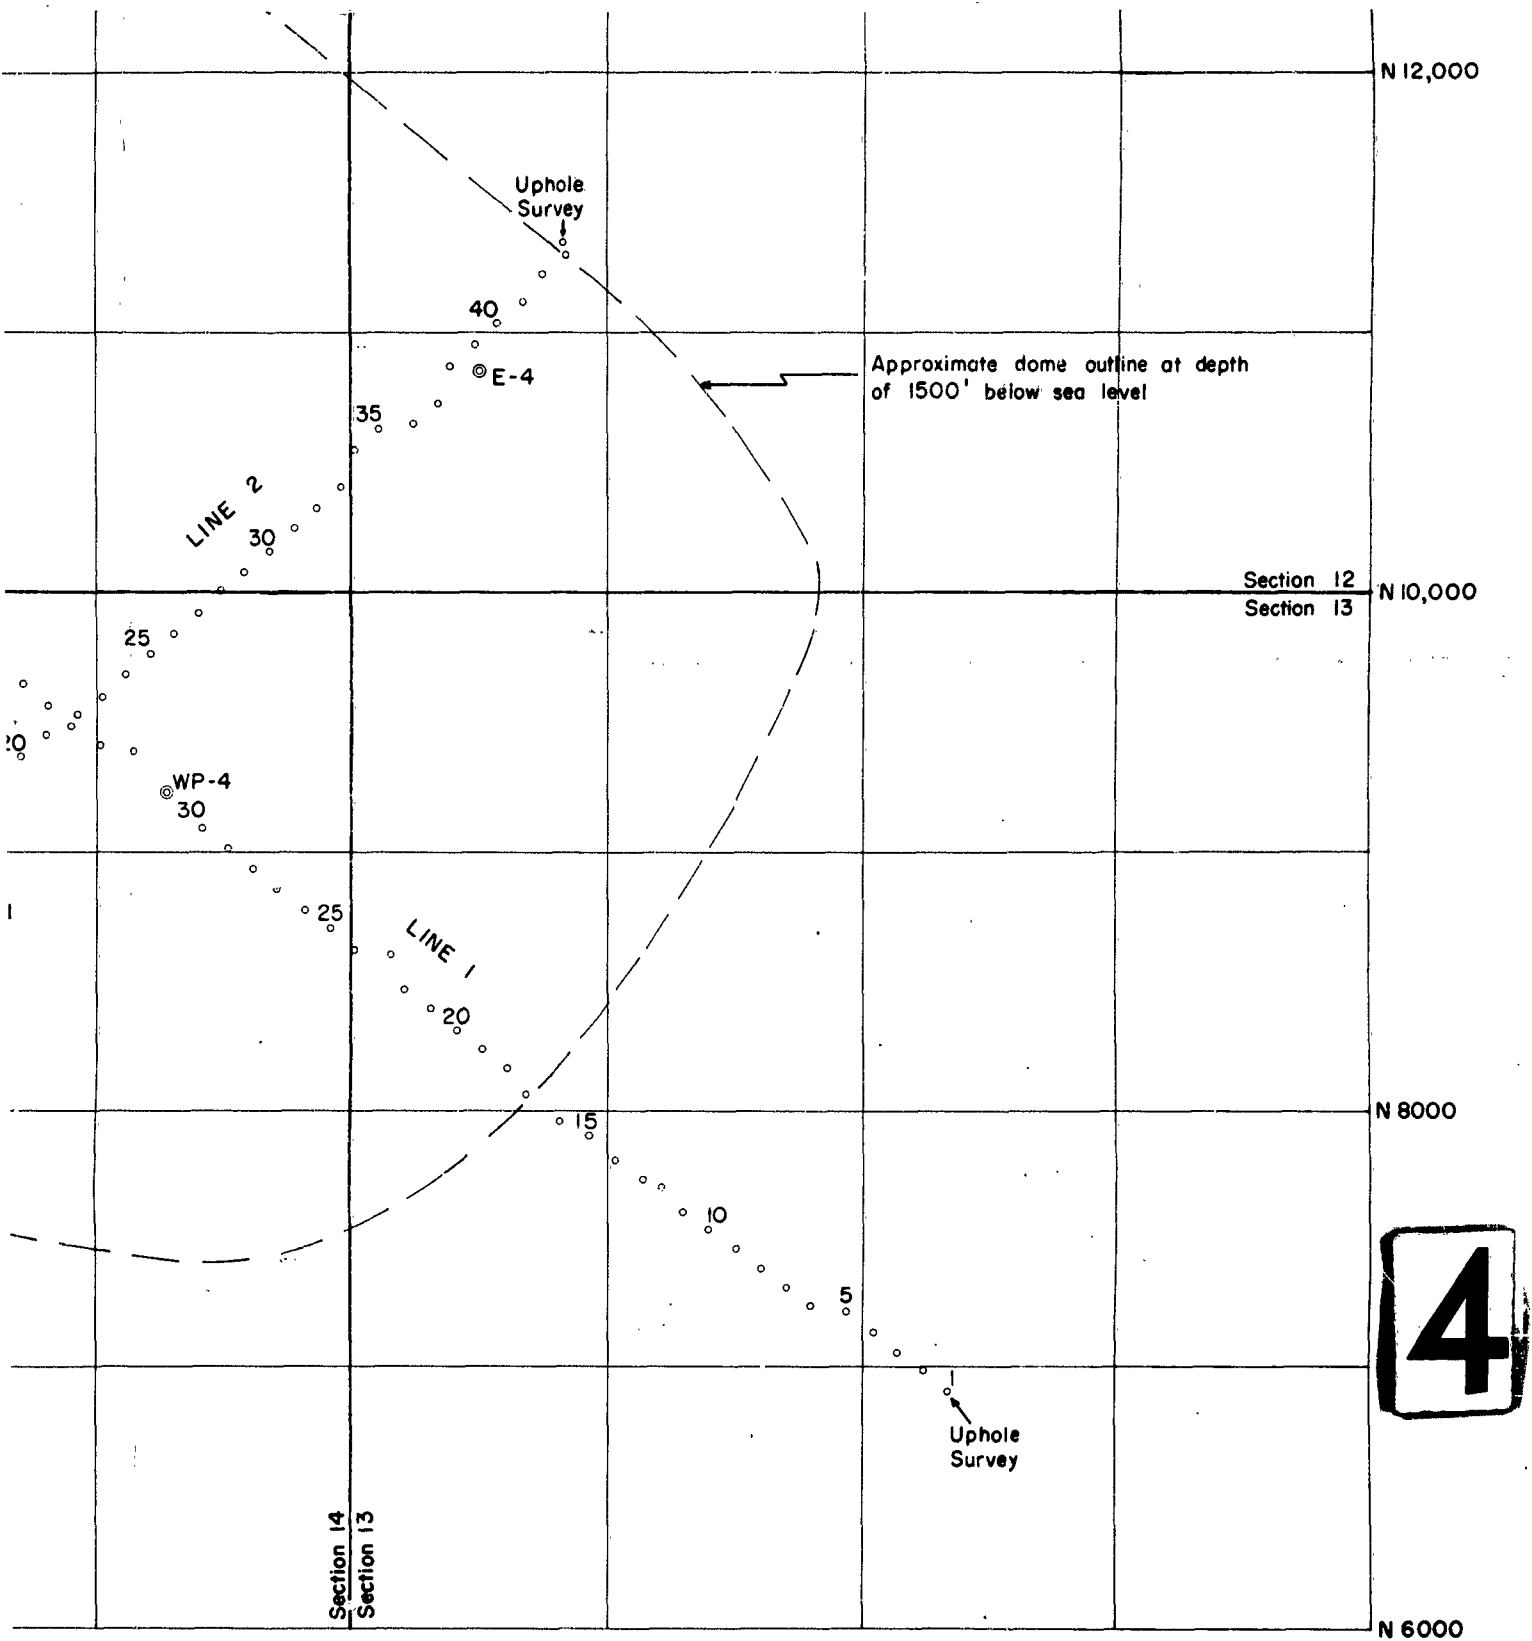 N 12,000
Uphole
Survey
40
E-4
Approximate dome outline at depth
of 1500' below sea level
35
LINE 2
30
Section 12
N 10,000
Section 13
25
20
WP-4
30
1
25
LINE 1
20
N 8000
15
10
5
1
Uphole
Survey
4
Section 14
Section 13
N 6000